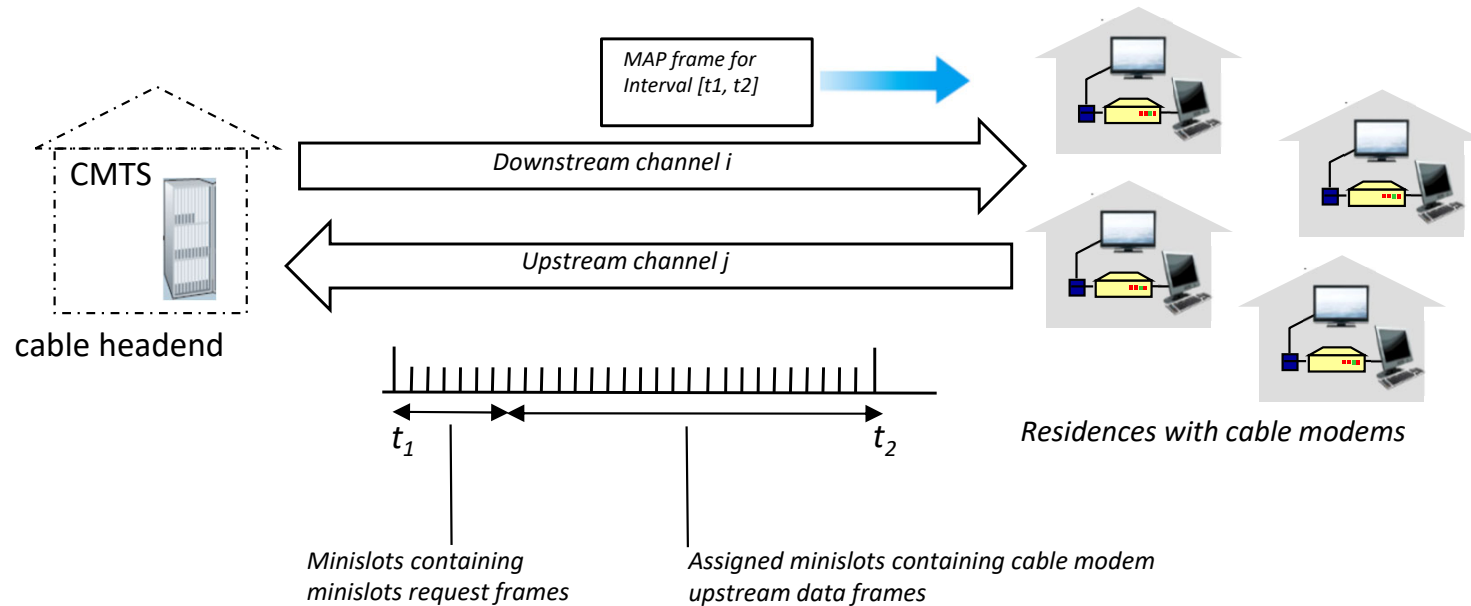 MAP frame for
Interval [t1, t2]
Downstream channel i
CMTS
Upstream channel j
cable headend
t1
t2
Residences with cable modems
Minislots containing
minislots request frames
Assigned minislots containing cable modem
upstream data frames